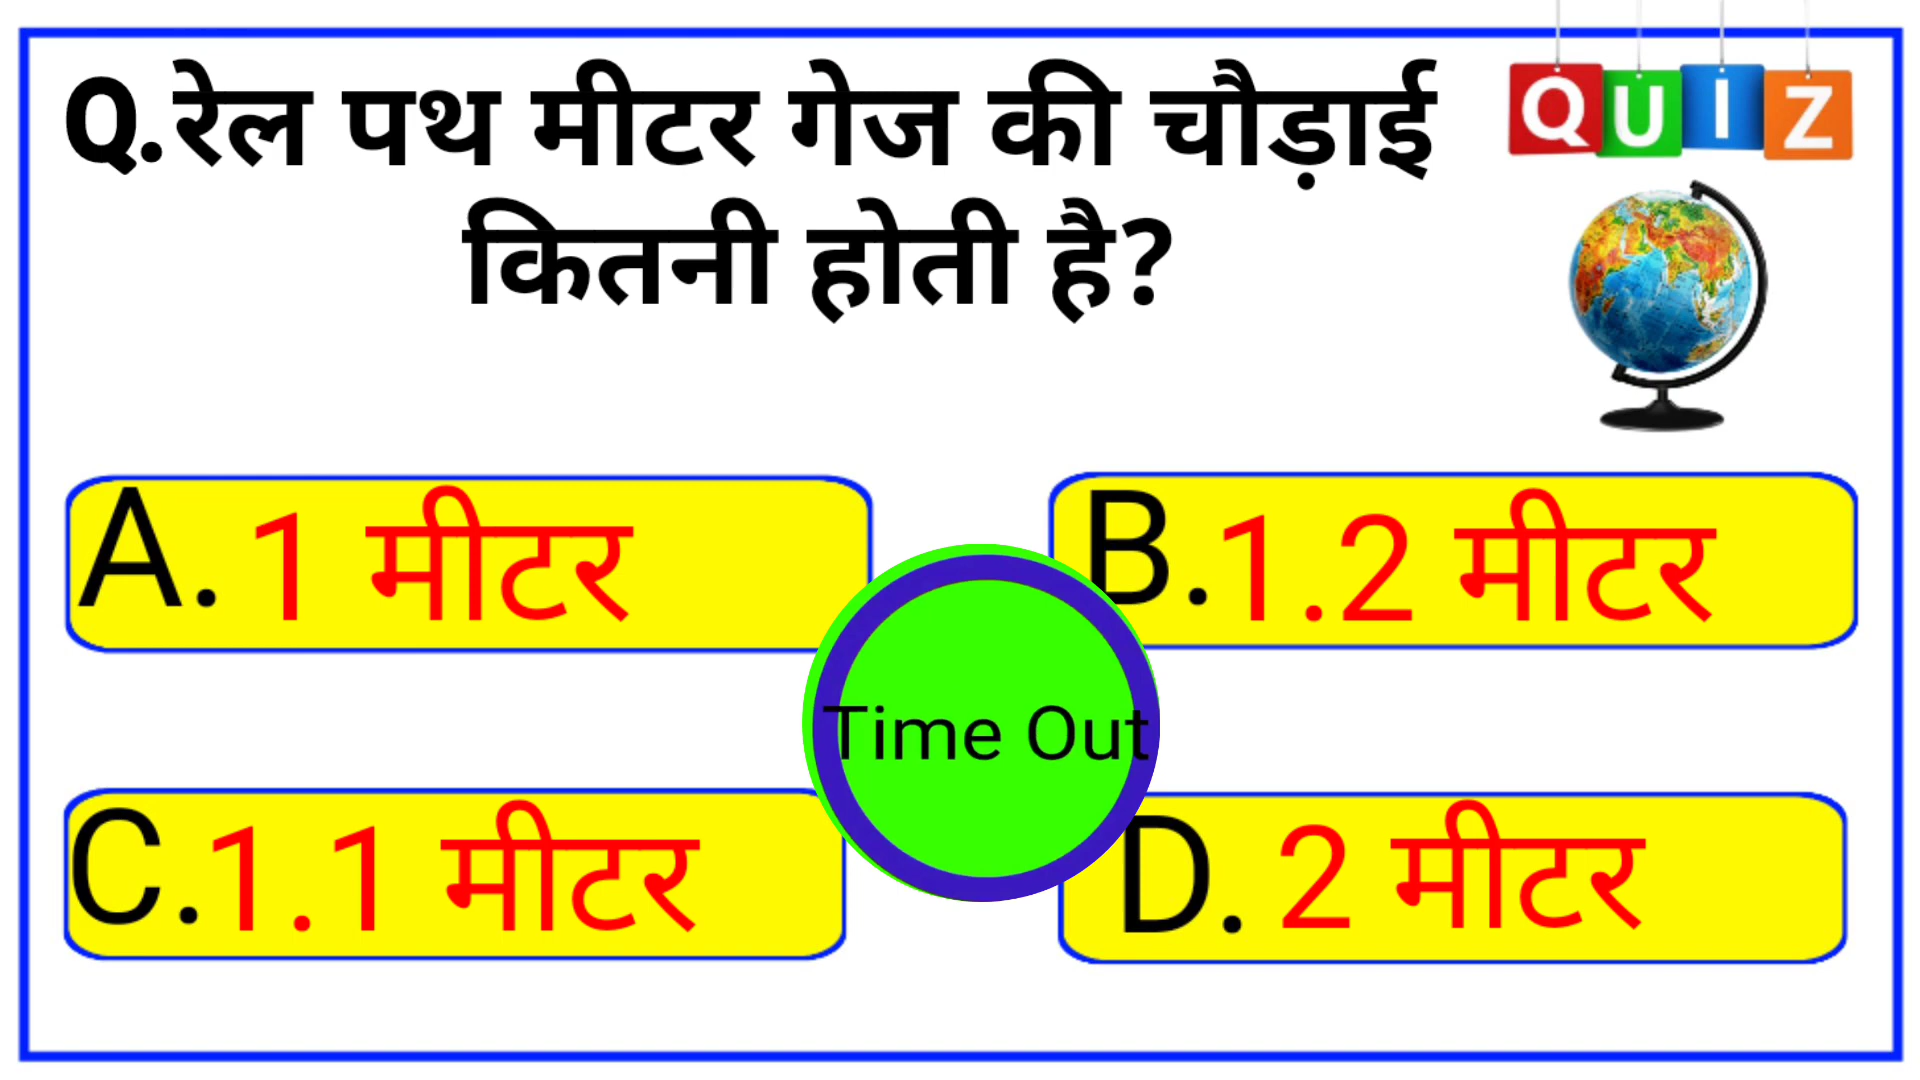 Q.रेल पथ मीटर गेज की चौड़ाई
कितनी होती है?
QUIZ
A. 1 मीटर
B.1.2 मीटर
Time Out
C.1.1 मीटर
D. 2 मीटर